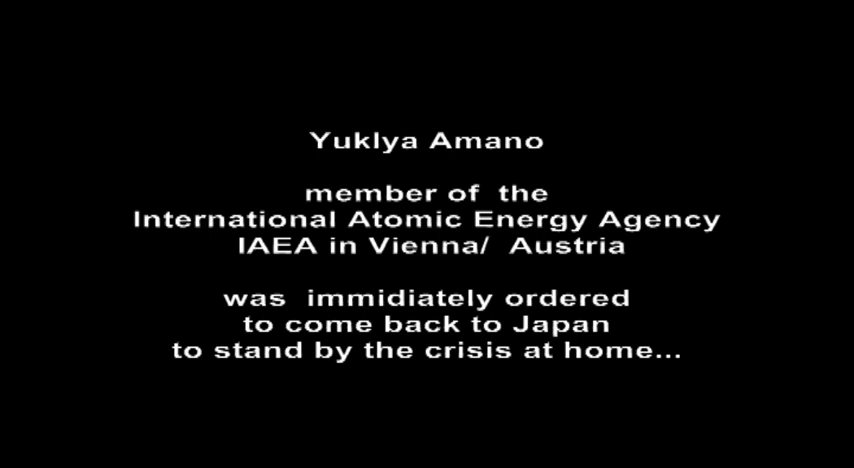 Yuklya Amano
member of the
International Atomic Energy Agency
IAEA in Vienna/ Austria
was immidiately ordered
to come back to Japan
to stand by the crisis at home...